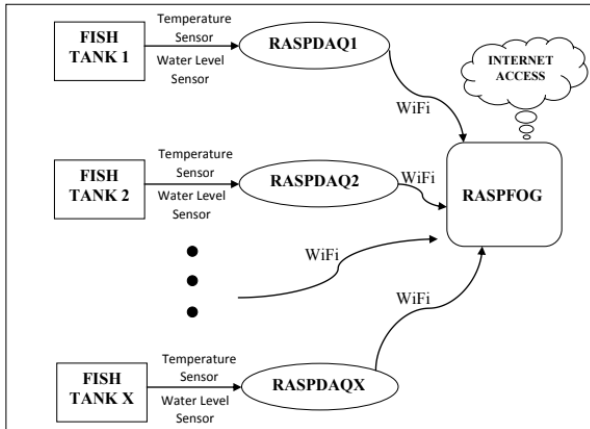 FISH
TANK 1
Temperature
Sensor
Water Level
Sensor
RASPDAQ1
WiFi
INTERNET
ACCESS
FISH
TANK 2
Temperature
Sensor
Water Level
Sensor
RASPDAQ2
WiFi
RASPFOG
WiFi
WiFi
FISH
TANK X
Temperature
Sensor
Water Level
Sensor
RASPDAQX